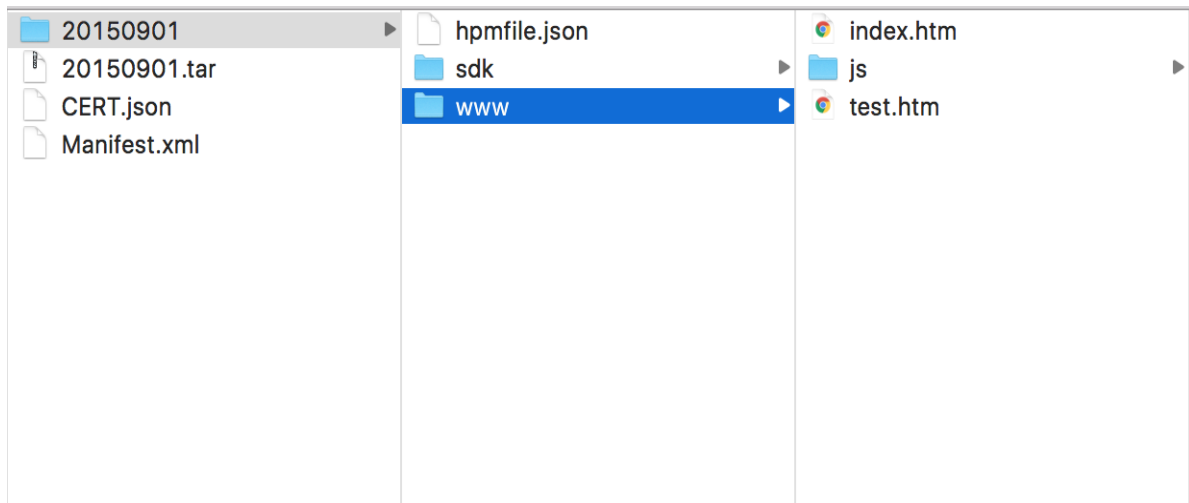 20150901
20150901.tar
CERT.json
Manifest.xml
hpmfile.json
sdk
www
index.htm
js
test.htm